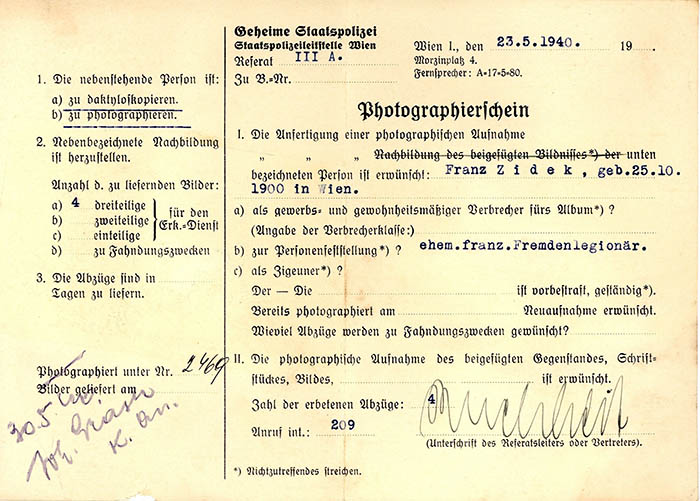 Geheime Staatspolizei
Staatspolizeileitstelle Wien
Referat III A.
Zu B.=Nr.
Wien I., den 23.5.1940. 19
Morzinplatz 4.
Fernsprecher: A=17=5=80.
1. Die nebenstehende Person ist:
a) zu daktyloskopieren.
b) zu photographieren.
2. Nebenbezeichnete Nachbildung
ist herzustellen.
Anzahl d. zu liefernden Bilder:
a) 4 dreiteilige
b) zweiteilige
c) einteilige
für den
Erk.=Dienst
d) zu Fahndungszwecken
3. Die Abzüge sind in
Tagen zu liefern.
Photographiert unter Nr. 2469
Bilder geliefert am
30.5.
Photographierschein
I. Die Anfertigung einer photographischen Aufnahme
„ „ Nachbildung des beigefügten Bildnisses*) der unten
bezeichneten Person ist erwünscht: Franz Zidek, geb.25.10.
1900 in Wien.
a) als gewerbs= und gewohnheitsmäßiger Verbrecher fürs Album*) ?
(Angabe der Verbrecherklasse:)
b) zur Personenfeststellung*) ? ehem.franz.Fremdenlegionär.
c) als Zigeuner*) ?
Der — Die ist vorbestraft, geständig*).
Bereits photographiert am Neuaufnahme erwünscht.
Wieviel Abzüge werden zu Fahndungszwecken gewünscht?
II. Die photographische Aufnahme des beigefügten Gegenstandes, Schrift=
stückes, Bildes, ist erwünscht.
Zahl der erbetenen Abzüge: 4
Anruf int.: 209
(Unterschrift des Referatsleiters oder Vertreters).
*) Nichtzutreffendes streichen.